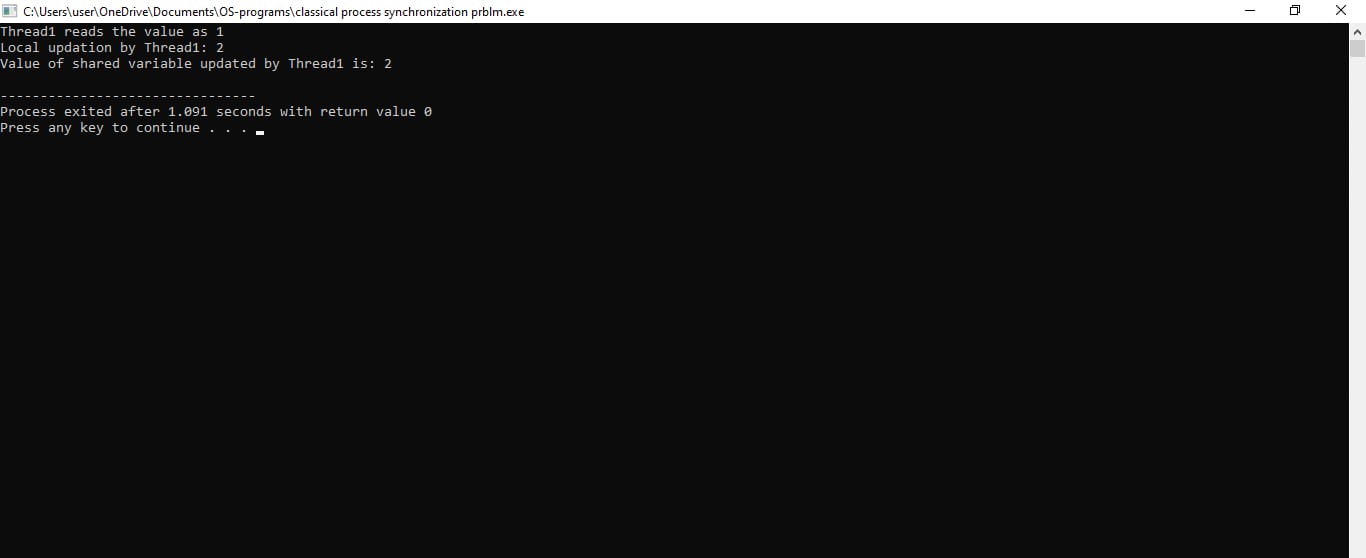 C:\Users\user\OneDrive\Documents\OS-programs\classical process synchronization prblm.exe
Thread1 reads the value as 1
Local updation by Thread1: 2
Value of shared variable updated by Thread1 is: 2
--------------------------------
Process exited after 1.091 seconds with return value 0
Press any key to continue . . .